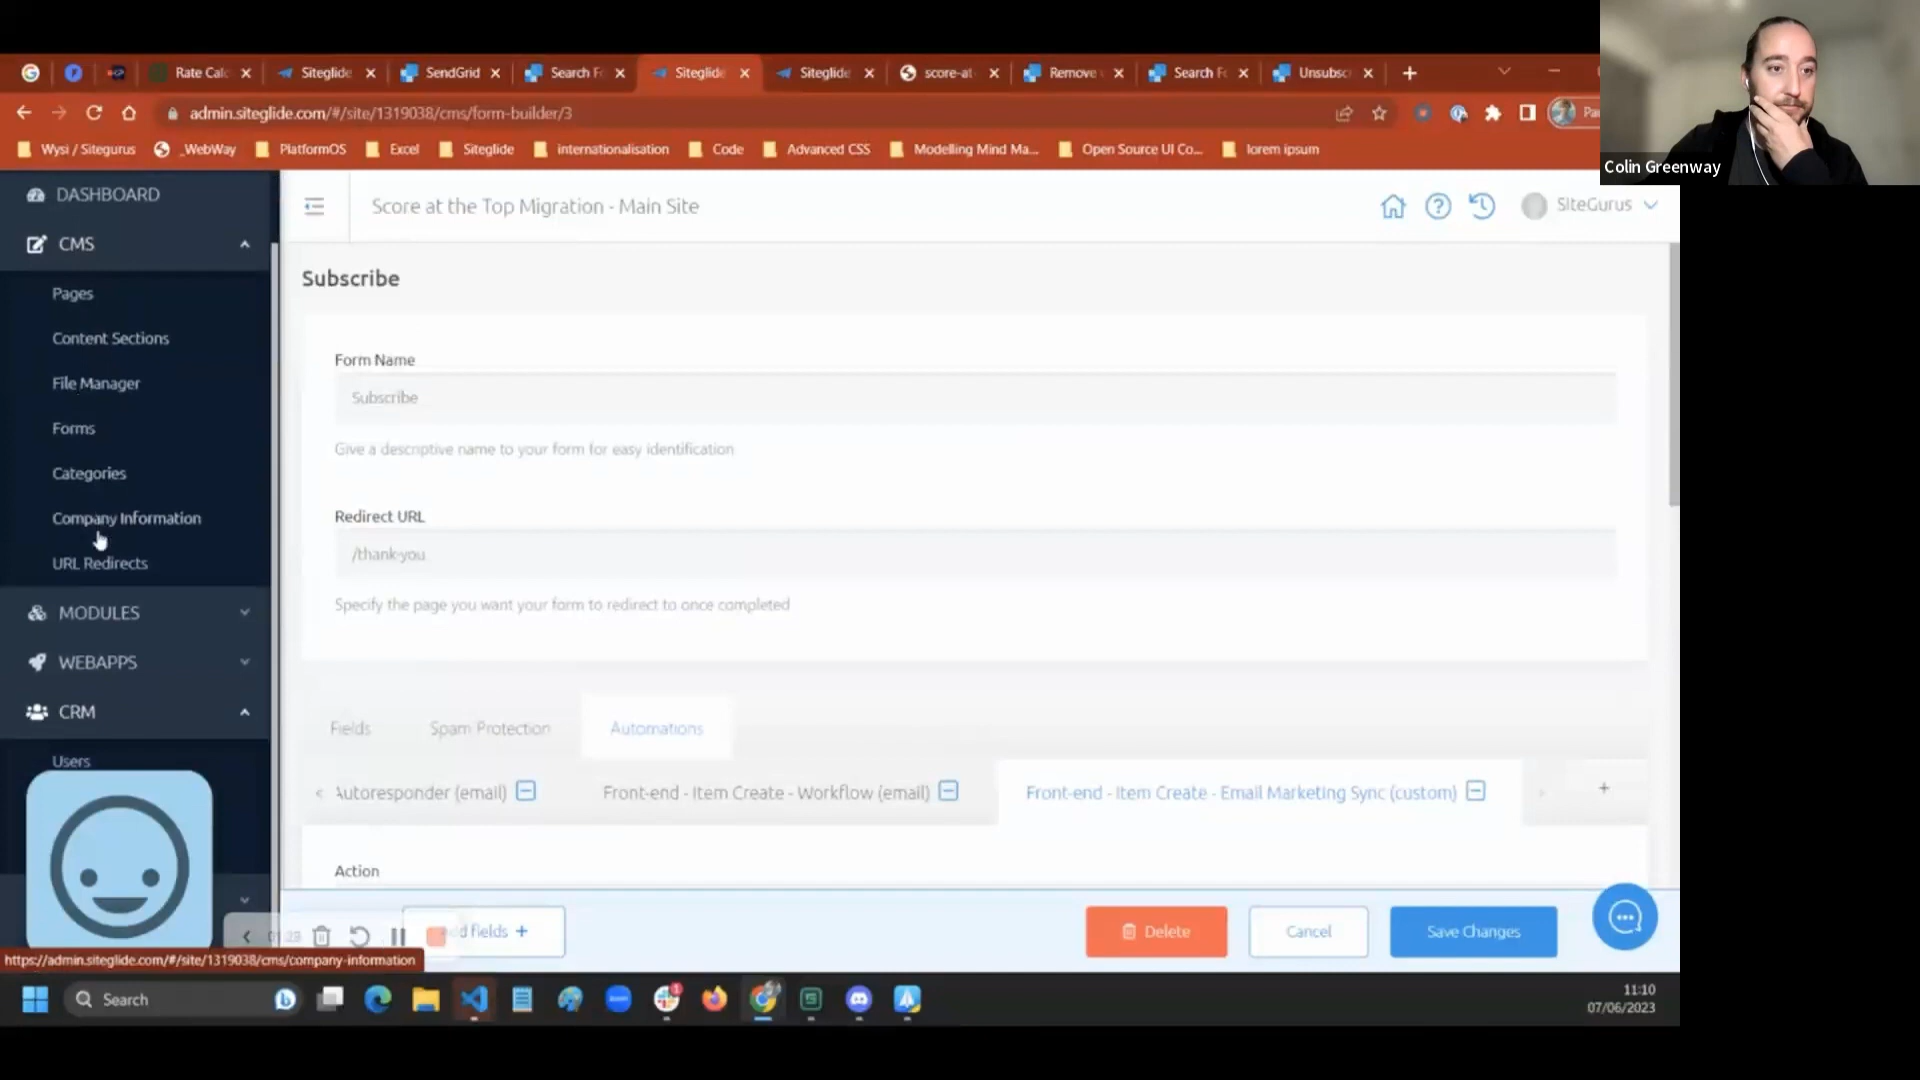 Rate Calc
Siteglide
SendGrid
Search Fo
Siteglide
Siteglide
score-at-
Remove
Search Fo
Unsubsc
admin.siteglide.com/#/site/1319038/cms/form-builder/3
Wysi / Sitegurus
_WebWay
PlatformOS
Excel
Siteglide
internationalisation
Code
Advanced CSS
Modelling Mind Ma...
Open Source UI Co...
lorem ipsum
Colin Greenway
DASHBOARD
CMS
Pages
Content Sections
File Manager
Forms
Categories
Company Information
URL Redirects
MODULES
WEBAPPS
CRM
Users
Score at the Top Migration - Main Site
SiteGurus
Subscribe
Form Name
Subscribe
Give a descriptive name to your form for easy identification
Redirect URL
/thank-you
Specify the page you want your form to redirect to once completed
Fields
Spam Protection
Automations
Autoresponder (email)
Front-end - Item Create - Workflow (email)
Front-end - Item Create - Email Marketing Sync (custom)
+
Action
fields +
Delete
Cancel
Save Changes
https://admin.siteglide.com/#/site/1319038/cms/company-information
Search
11:10
07/06/2023